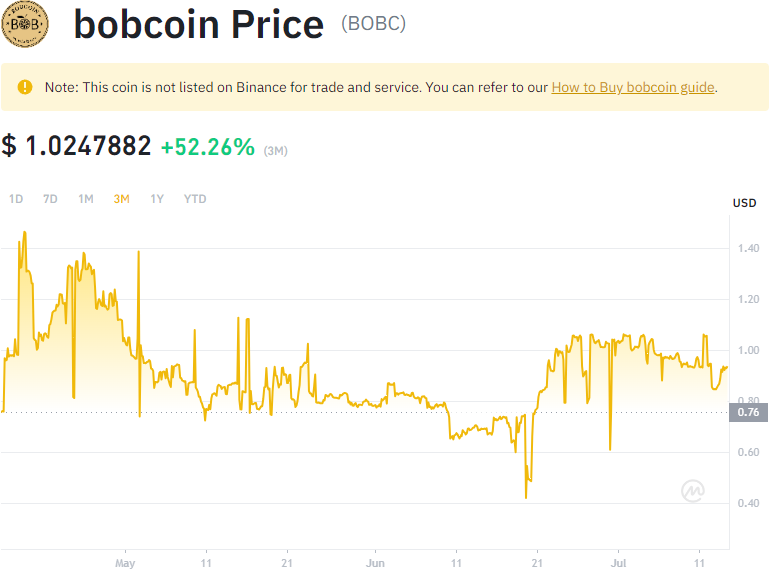 BOBCOIN
BOB
bobcoin Price (BOBC)
Note: This coin is not listed on Binance for trade and service. You can refer to our How to Buy bobcoin guide.
$ 1.0247882 +52.26% (3M)
1D 7D 1M 3M 1Y YTD
USD
1.40
1.20
1.00
0.80
0.76
0.60
0.40
May 11 21 Jun 11 21 Jul 11